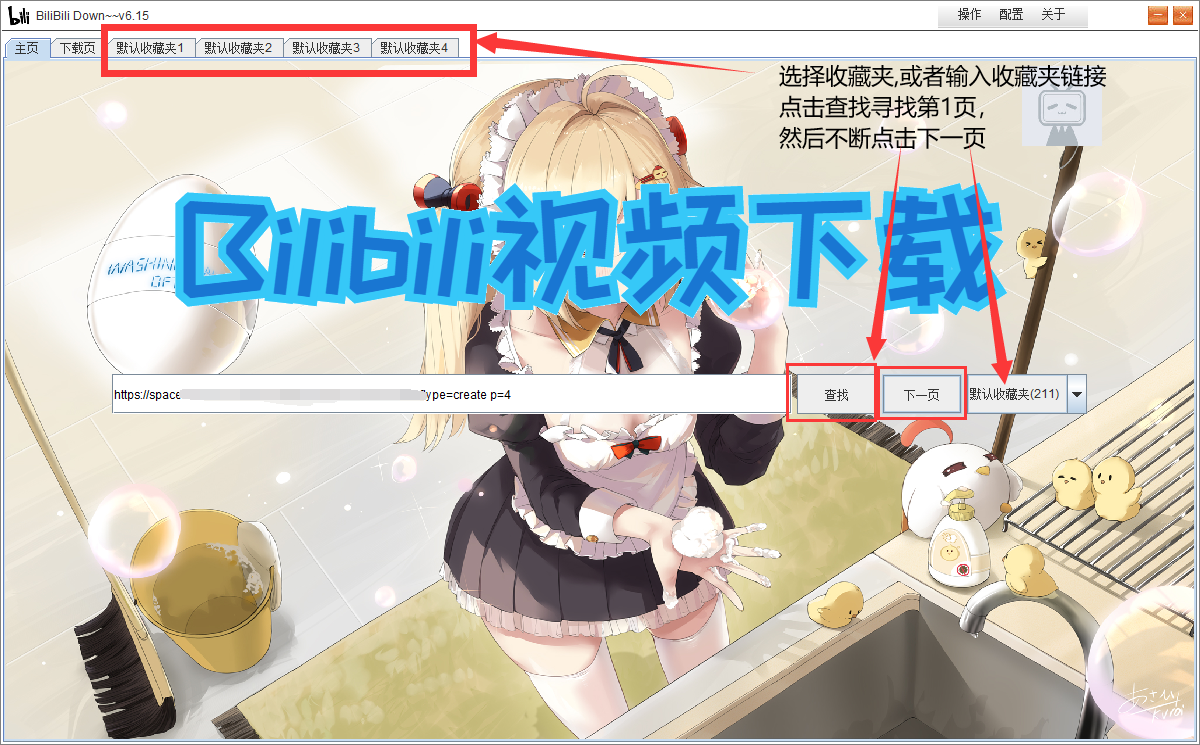 bili BiliBili Down~~v6.15 操作 配置 关于
主页 下载页 默认收藏夹1 默认收藏夹2 默认收藏夹3 默认收藏夹4
选择收藏夹,或者输入收藏夹链接
点击查找寻找第1页,
然后不断点击下一页
Bilibili视频下载
https://space
ype=create p=4
查找
下一页
默认收藏夹(211)